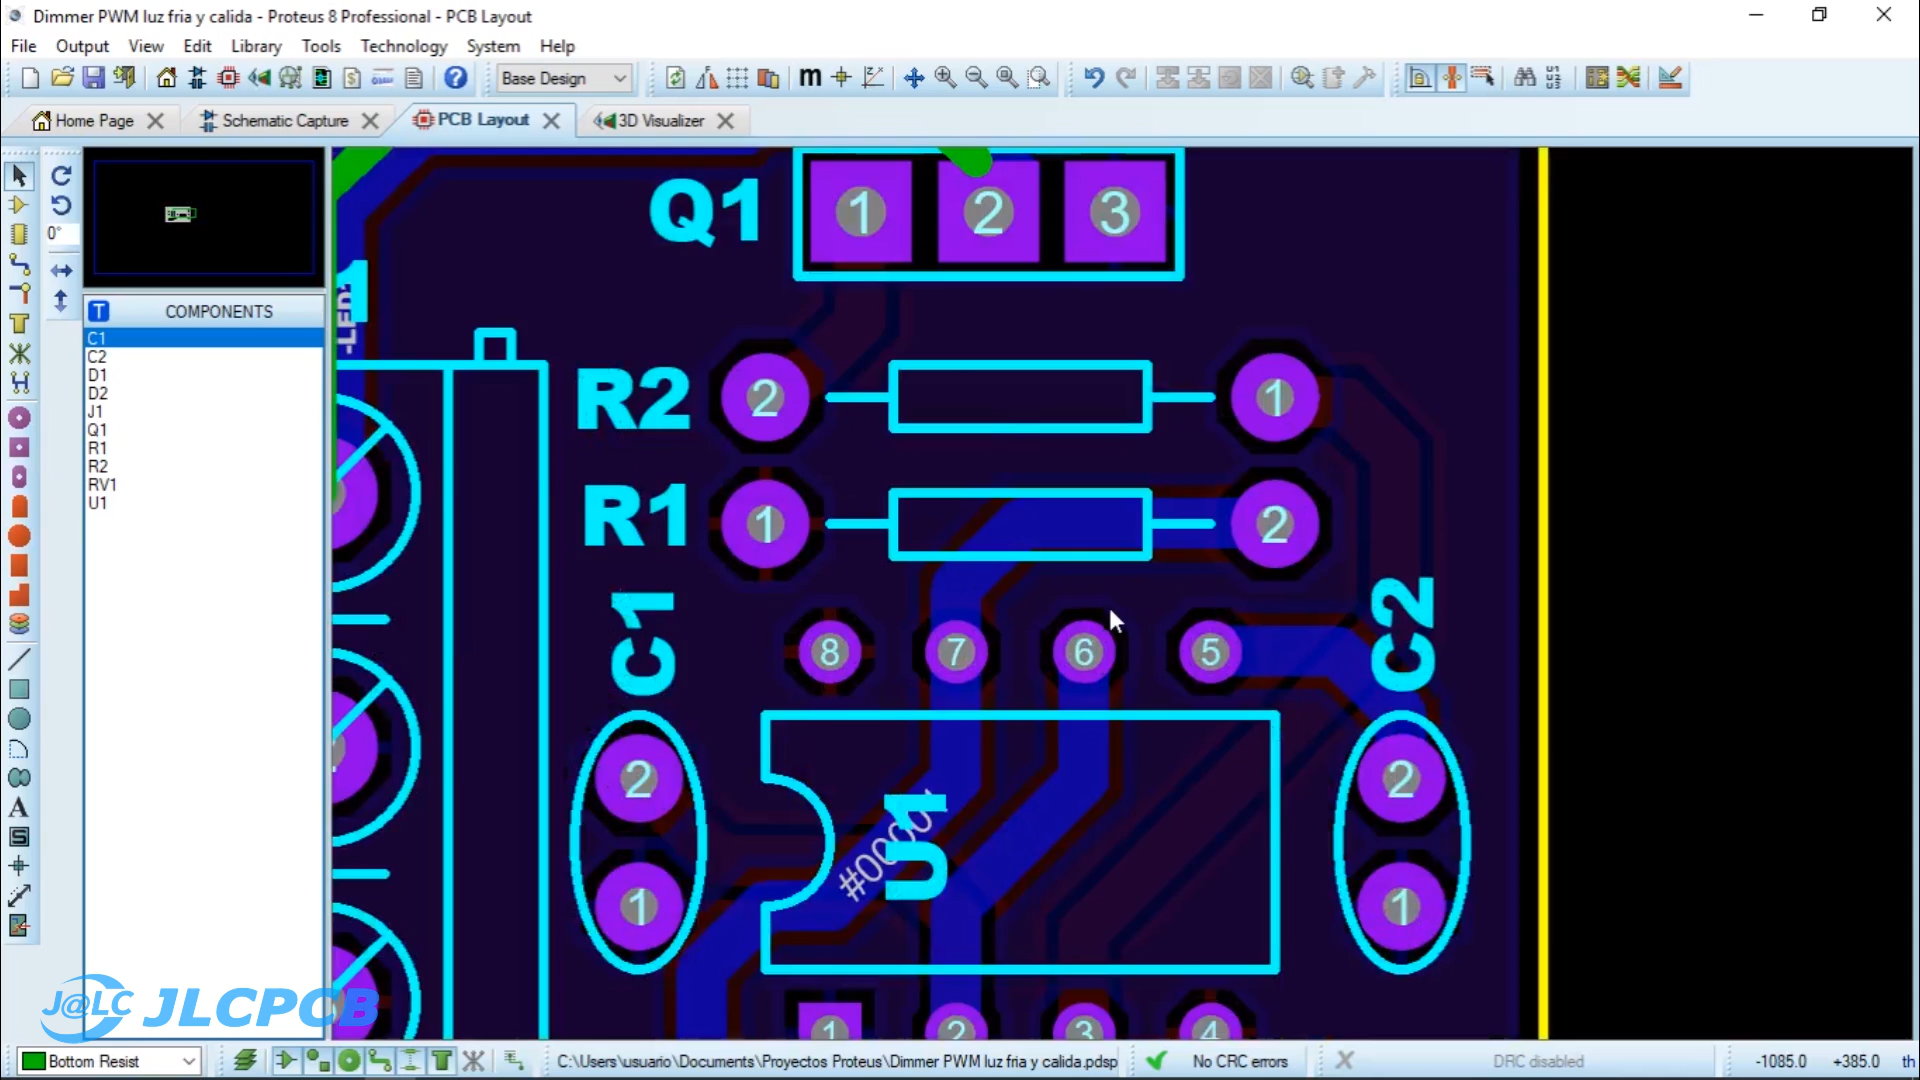 Dimmer PWM luz fria y calida - Proteus 8 Professional - PCB Layout
File Output View Edit Library Tools Technology System Help
Base Design
m
Home Page
Schematic Capture
PCB Layout
3D Visualizer
0°
T COMPONENTS
C1
C2
D1
D2
J1
Q1
R1
R2
RV1
U1
Q1
1 2 3
R2 2 1
R1 1 2
C1
8 7 6 5
C2
2
1
U1
2
1
1 2 3 4
J@LC JLCPCB
Bottom Resist
C:\Users\usuario\Documents\Proyectos Proteus\Dimmer PWM luz fria y calida.pdsp
No CRC errors
DRC disabled
-1085.0 +385.0 th